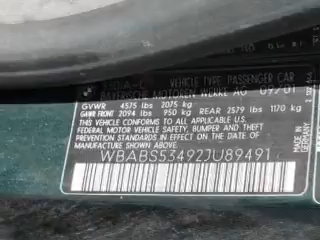 VEHICLE TYPE PASSENGER CAR
BAYERISCHE MOTOREN WERKE AG 09/01
GVWR 4575 lbs 2075 kg
GAWR FRONT 2094 lbs 950 kg REAR 2579 lbs 1170 kg
THIS VEHICLE CONFORMS TO ALL APPLICABLE
FEDERAL MOTOR VEHICLE SAFETY BUMPER AND
THEFT PREVENTION STANDARDS IN EFFECT ON
THE DATE OF MANUFACTURE SHOWN ABOVE
WBABS53492JU89491